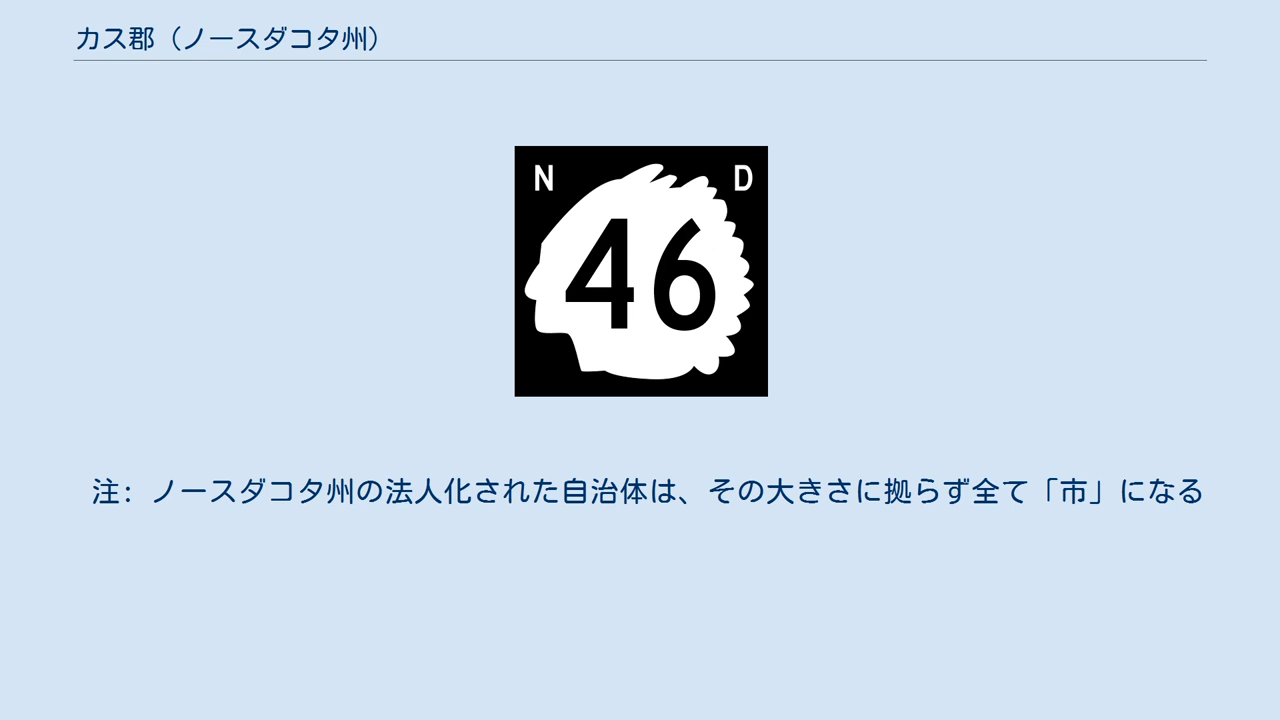 カス郡（ノースダコタ州）
N D
46
注: ノースダコタ州の法人化された自治体は、その大きさに拠らず全て「市」になる